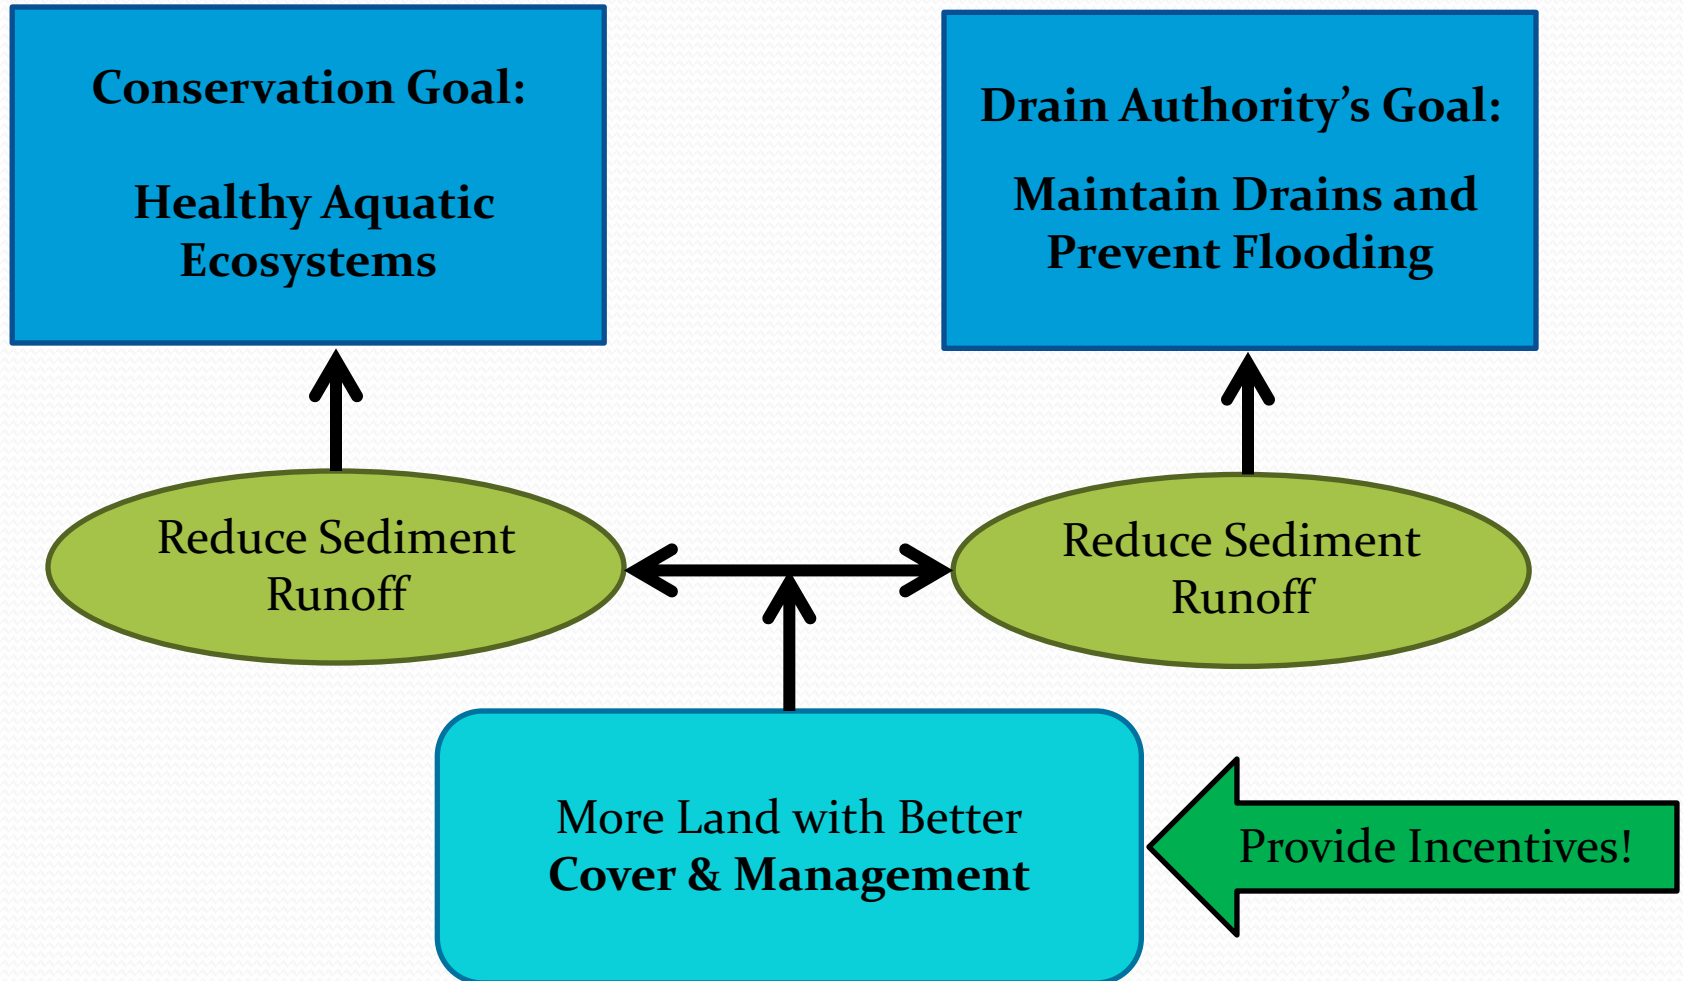 Conservation Goal:
Healthy Aquatic
Ecosystems
Drain Authority’s Goal:
Maintain Drains and
Prevent Flooding
Reduce Sediment
Runoff
Reduce Sediment
Runoff
More Land with Better
Cover & Management
Provide Incentives!